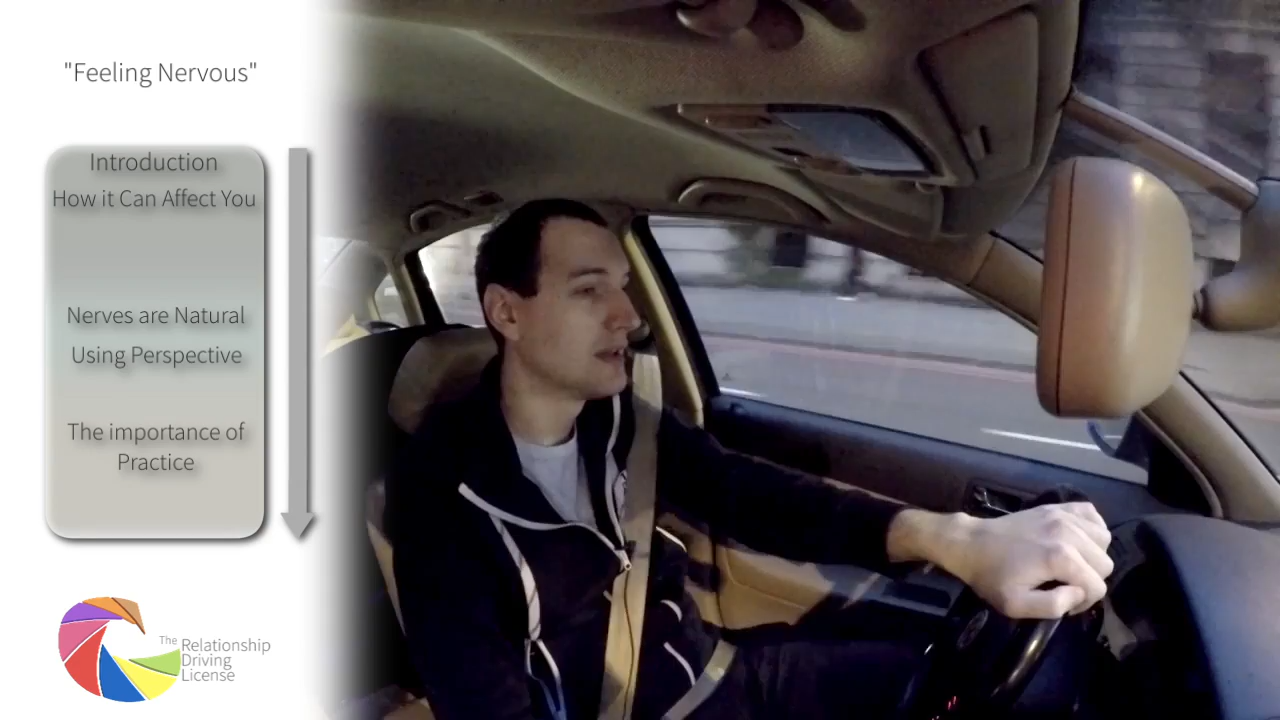 "Feeling Nervous"
Introduction
How it Can Affect You
Nerves are Natural
Using Perspective
The importance of
Practice
The Relationship
Driving
License